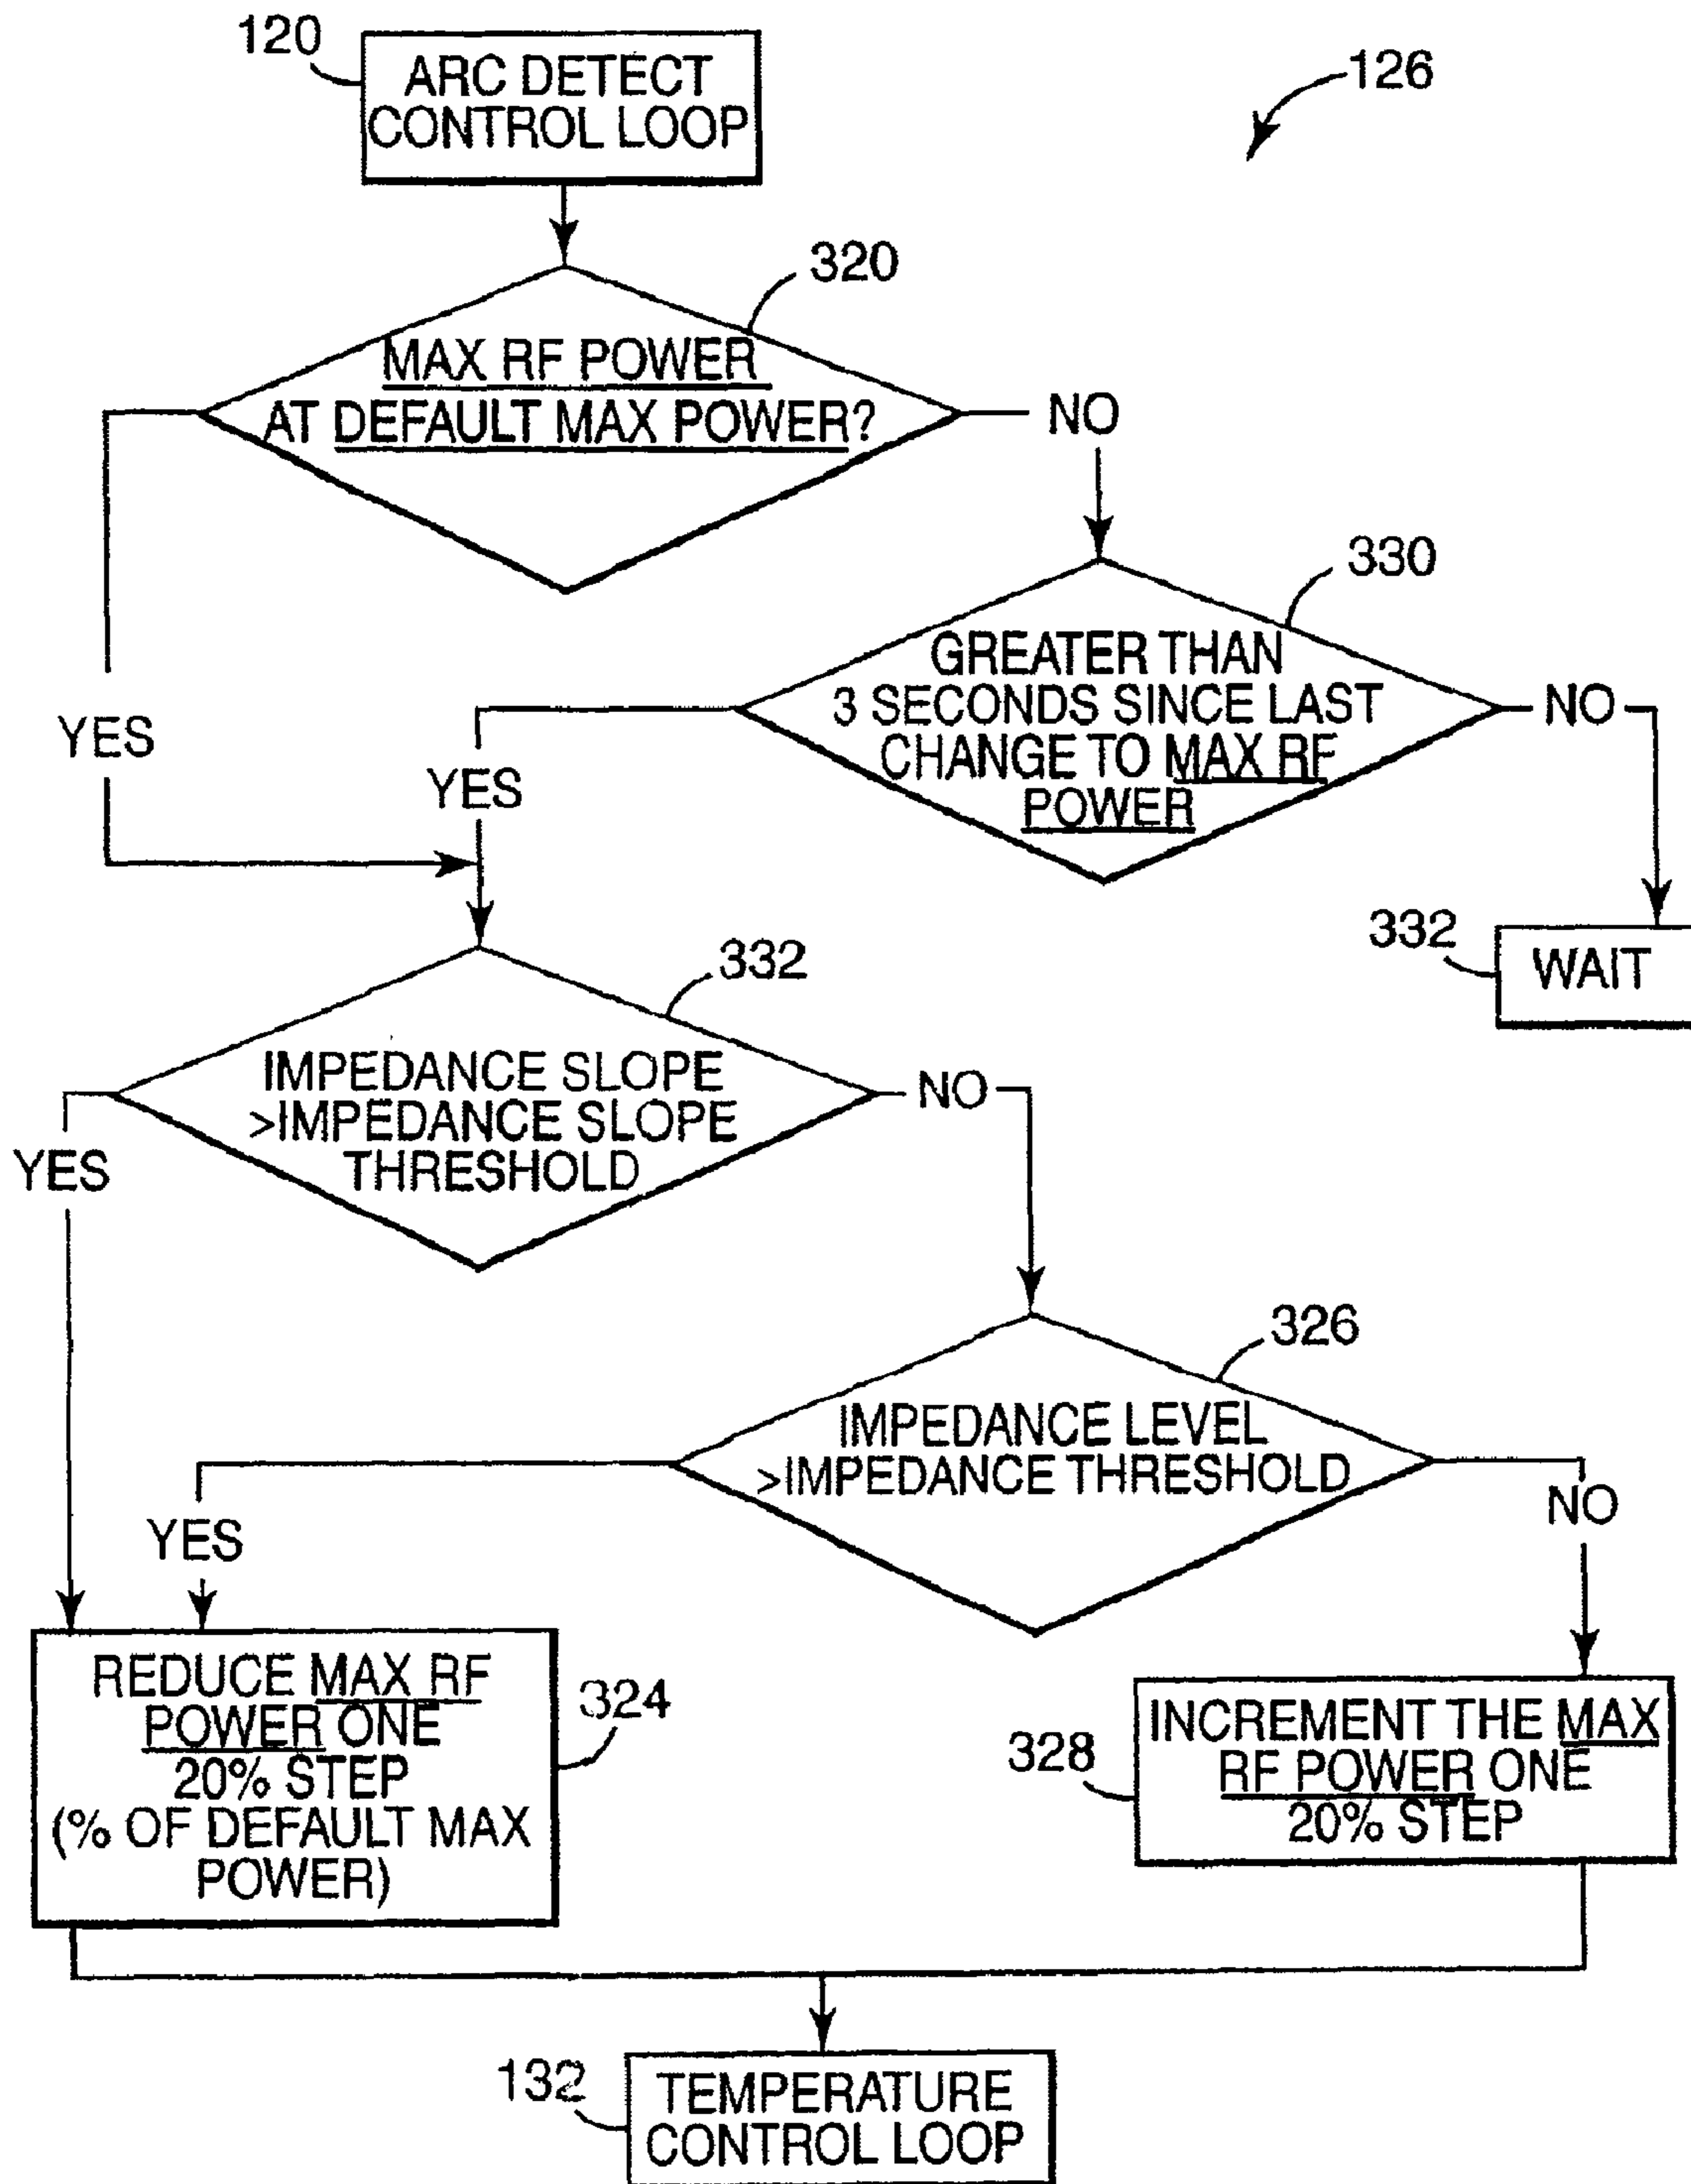 120
ARC DETECT
CONTROL LOOP
126
320
MAX RF POWER
AT DEFAULT MAX POWER?
NO
330
GREATER THAN
3 SECONDS SINCE LAST
CHANGE TO MAX RF
POWER
NO
YES
YES
332
WAIT
332
IMPEDANCE SLOPE
>IMPEDANCE SLOPE
THRESHOLD
NO
YES
326
IMPEDANCE LEVEL
>IMPEDANCE THRESHOLD
NO
YES
REDUCE MAX RF
POWER ONE
20% STEP
(% OF DEFAULT MAX
POWER)
324
328
INCREMENT THE MAX
RF POWER ONE
20% STEP
132
TEMPERATURE
CONTROL LOOP